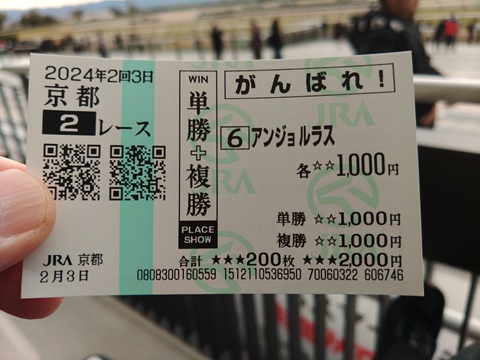 2024年2回3日
京都
2レース
JRA 京都
2月3日
WIN
単勝+複勝
PLACE
SHOW
がんばれ!
6 アンジョルラス
各☆☆1,000円
単勝 ☆☆1,000円
複勝 ☆☆1,000円
合計 ★★★200枚 ★★★2,000円
0808300160559 1512110536950 70060322 606746
JRA
JRA